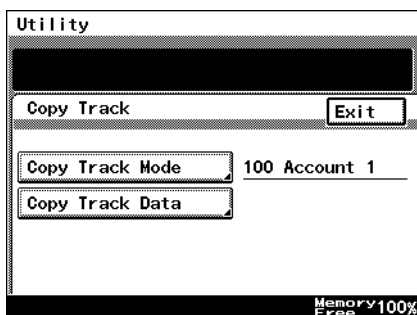 Utility
Copy Track
Exit
Copy Track Mode 100 Account 1
Copy Track Data
Memory Free 100%